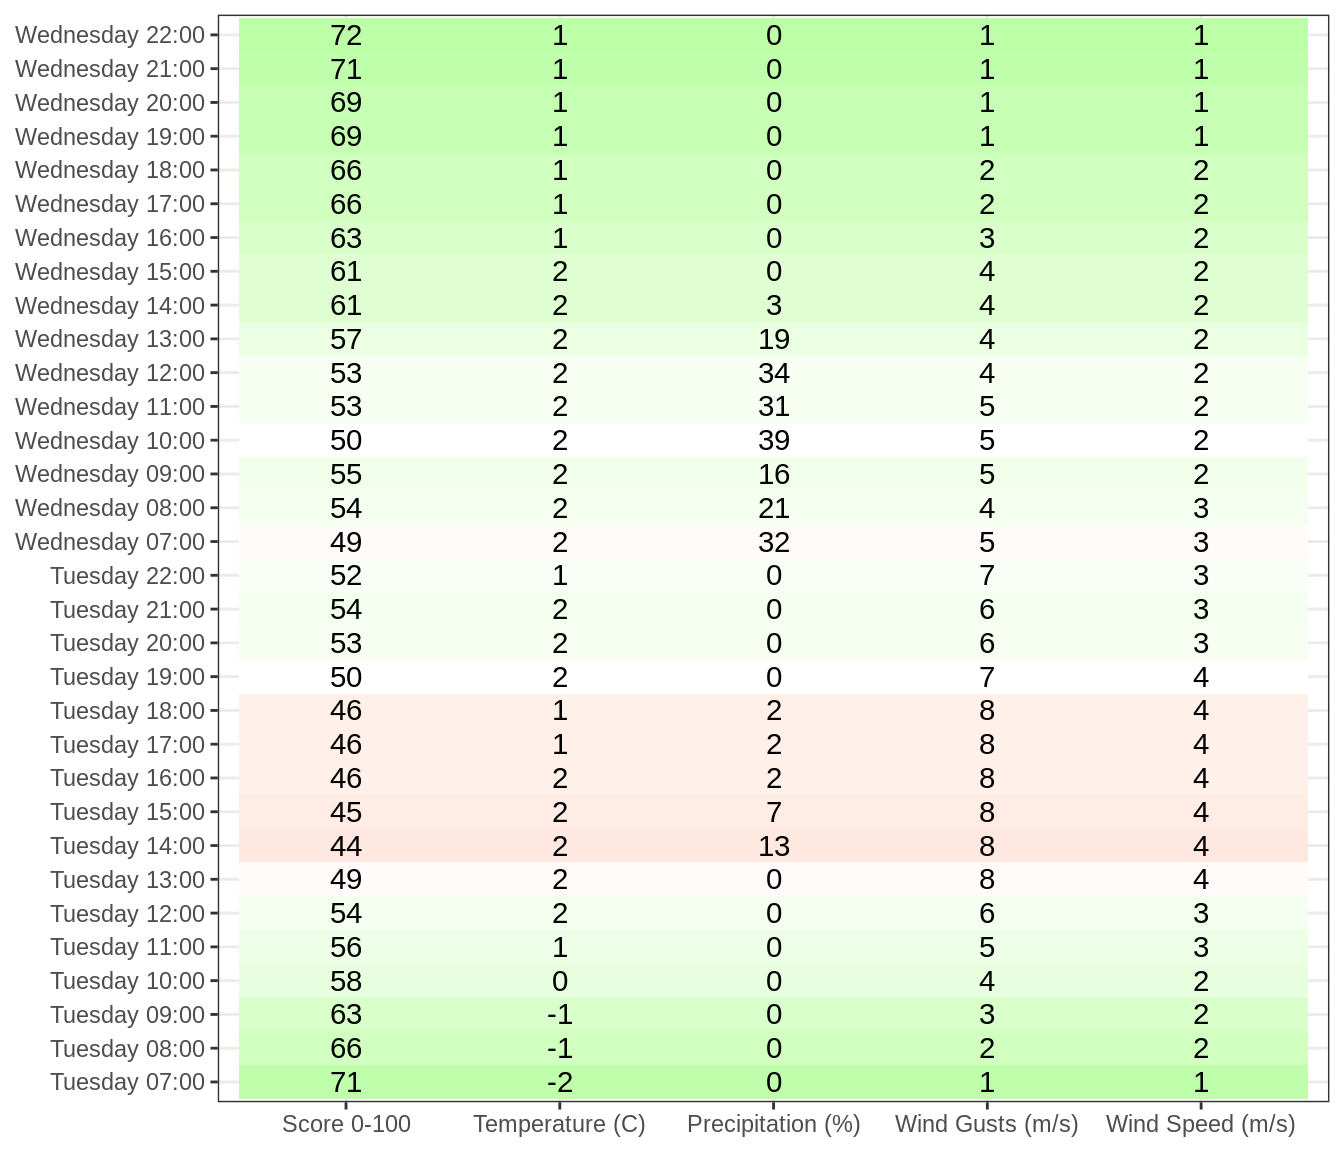 Wednesday 22:00 72 1 0 1 1
Wednesday 21:00 71 1 0 1 1
Wednesday 20:00 69 1 0 1 1
Wednesday 19:00 69 1 0 1 1
Wednesday 18:00 66 1 0 2 2
Wednesday 17:00 66 1 0 2 2
Wednesday 16:00 63 1 0 3 2
Wednesday 15:00 61 2 0 4 2
Wednesday 14:00 61 2 3 4 2
Wednesday 13:00 57 2 19 4 2
Wednesday 12:00 53 2 34 4 2
Wednesday 11:00 53 2 31 5 2
Wednesday 10:00 50 2 39 5 2
Wednesday 09:00 55 2 16 5 2
Wednesday 08:00 54 2 21 4 3
Wednesday 07:00 49 2 32 5 3
Tuesday 22:00 52 1 0 7 3
Tuesday 21:00 54 2 0 6 3
Tuesday 20:00 53 2 0 6 3
Tuesday 19:00 50 2 0 7 4
Tuesday 18:00 46 1 2 8 4
Tuesday 17:00 46 1 2 8 4
Tuesday 16:00 46 2 2 8 4
Tuesday 15:00 45 2 7 8 4
Tuesday 14:00 44 2 13 8 4
Tuesday 13:00 49 2 0 8 4
Tuesday 12:00 54 2 0 6 3
Tuesday 11:00 56 1 0 5 3
Tuesday 10:00 58 0 0 4 2
Tuesday 09:00 63 -1 0 3 2
Tuesday 08:00 66 -1 0 2 2
Tuesday 07:00 71 -2 0 1 1
Score 0-100 Temperature (C) Precipitation (%) Wind Gusts (m/s) Wind Speed (m/s)